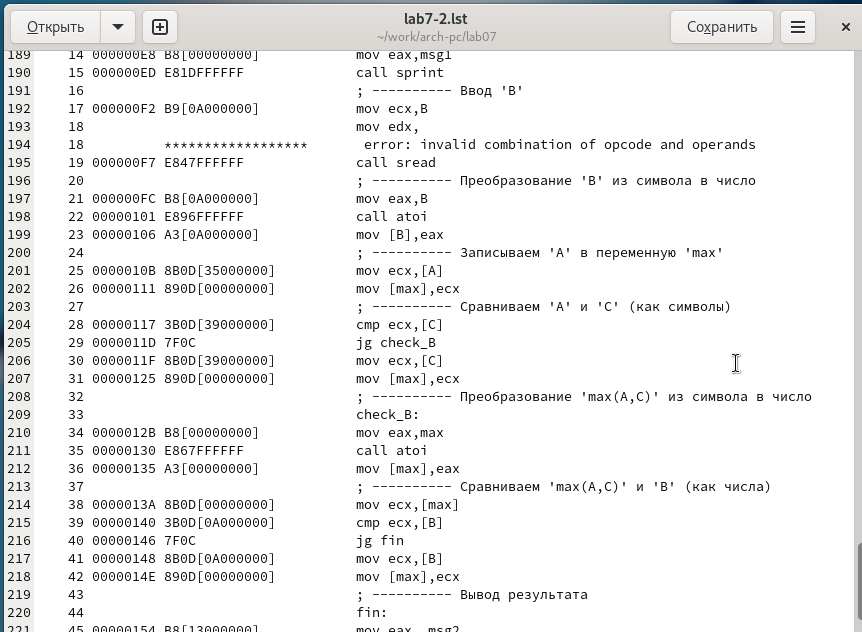 Открыть
lab7-2.lst
~/work/arch-pc/lab07
Сохранить
189 14 000000E8 B8[00000000] mov eax,msg1
190 15 000000ED E81DFFFFFF call sprint
191 16 ; ---------- Ввод 'B'
192 17 000000F2 B9[0A000000] mov ecx,B
193 18 mov edx,
194 18 ****************** error: invalid combination of opcode and operands
195 19 000000F7 E847FFFFFF call sread
196 20 ; ---------- Преобразование 'B' из символа в число
197 21 000000FC B8[0A000000] mov eax,B
198 22 00000101 E896FFFFFF call atoi
199 23 00000106 A3[0A000000] mov [B],eax
200 24 ; ---------- Записываем 'A' в переменную 'max'
201 25 0000010B 8B0D[35000000] mov ecx,[A]
202 26 00000111 890D[00000000] mov [max],ecx
203 27 ; ---------- Сравниваем 'A' и 'C' (как символы)
204 28 00000117 3B0D[39000000] cmp ecx,[C]
205 29 0000011D 7F0C jg check_B
206 30 0000011F 8B0D[39000000] mov ecx,[C]
207 31 00000125 890D[00000000] mov [max],ecx
208 32 ; ---------- Преобразование 'max(A,C)' из символа в число
209 33 check_B:
210 34 0000012B B8[00000000] mov eax,max
211 35 00000130 E867FFFFFF call atoi
212 36 00000135 A3[00000000] mov [max],eax
213 37 ; ---------- Сравниваем 'max(A,C)' и 'B' (как числа)
214 38 0000013A 8B0D[00000000] mov ecx,[max]
215 39 00000140 3B0D[0A000000] cmp ecx,[B]
216 40 00000146 7F0C jg fin
217 41 00000148 8B0D[0A000000] mov ecx,[B]
218 42 0000014E 890D[00000000] mov [max],ecx
219 43 ; ---------- Вывод результата
220 44 fin:
221 45 00000154 B8[13000000] mov eax, msg2